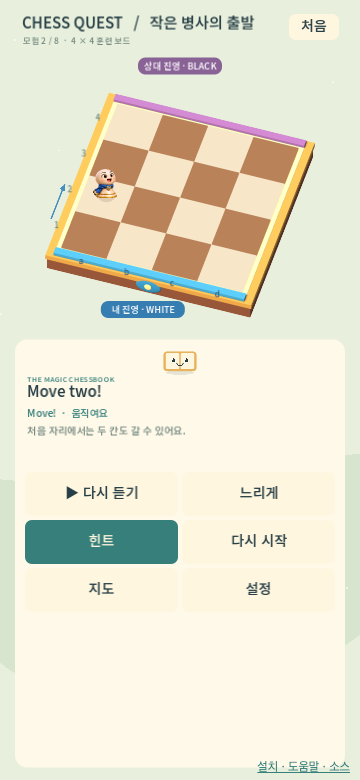 CHESS QUEST / 작은 병사의 출발
처음
모험 2 / 8 · 4 × 4 훈련 보드
상대 진영 · BLACK
4
3
2
1
a
b
c
d
내 진영 · WHITE
THE MAGIC CHESSBOOK
Move two!
Move! · 움직여요
처음 자리에서는 두 칸도 갈 수 있어요.
▶ 다시 듣기
느리게
힌트
다시 시작
지도
설정
설치 · 도움말 · 소스